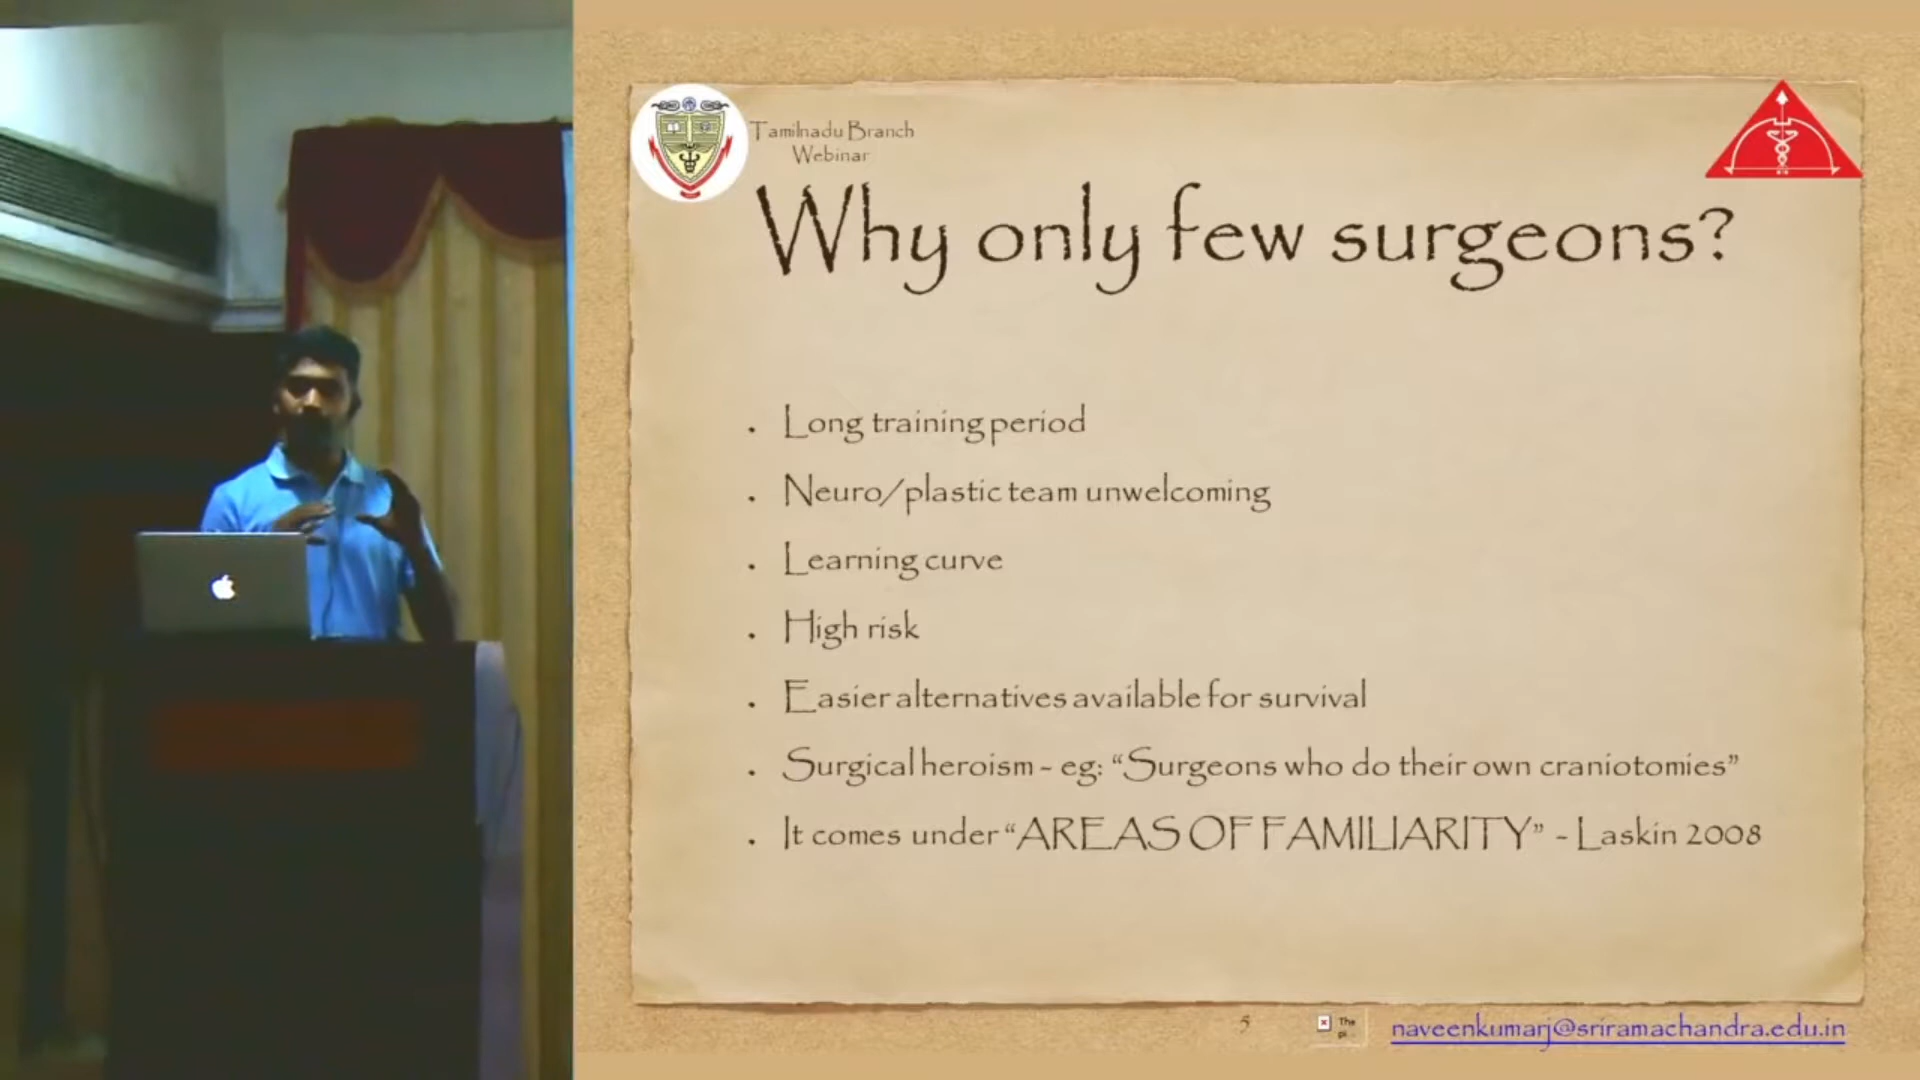 Tamilnadu Branch
Webinar
Why only few surgeons?
. Long training period
. Neuro/plastic team unwelcoming
. Learning curve
. High risk
. Easier alternatives available for survival
. Surgical heroism - eg: “Surgeons who do their own craniotomies”
. It comes under “AREAS OF FAMILIARITY” - Laskin 2008
5
The
pi...
naveenkumarj@sriramachandra.edu.in